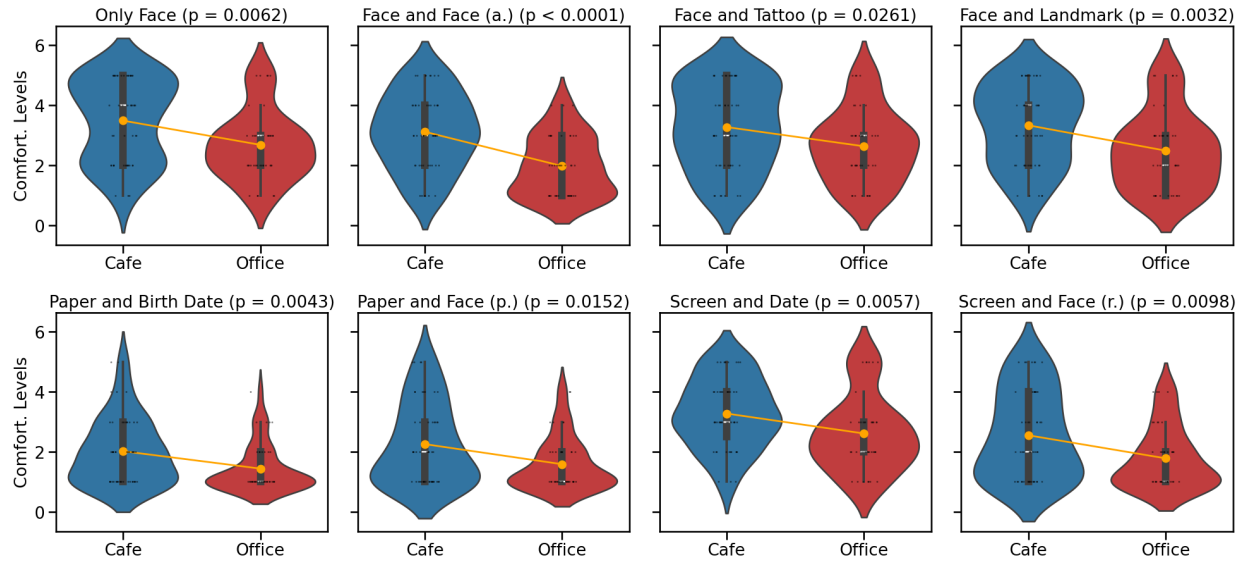 Only Face (p = 0.0062)
Face and Face (a.) (p < 0.0001)
Face and Tattoo (p = 0.0261)
Face and Landmark (p = 0.0032)
Comfort. Levels
6
4
2
0
Cafe
Office
Cafe
Office
Cafe
Office
Cafe
Office
Paper and Birth Date (p = 0.0043)
Paper and Face (p.) (p = 0.0152)
Screen and Date (p = 0.0057)
Screen and Face (r.) (p = 0.0098)
Comfort. Levels
6
4
2
0
Cafe
Office
Cafe
Office
Cafe
Office
Cafe
Office